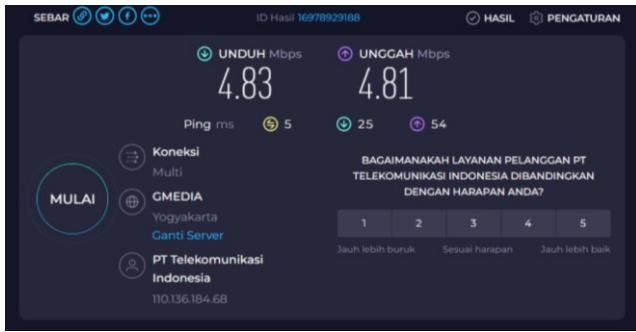 SEBAR
ID Hasil 16978929188
HASIL
PENGATURAN
UNDUH Mbps
UNGGAH Mbps
4.83
4.81
Ping ms 5 25 54
MULAI
Koneksi
Multi
GMEDIA
Yogyakarta
Ganti Server
PT Telekomunikasi
Indonesia
110.136.184.68
BAGAIMANAKAH LAYANAN PELANGGAN PT
TELEKOMUNIKASI INDONESIA DIBANDINGKAN
DENGAN HARAPAN ANDA?
1 2 3 4 5
Jauh lebih buruk Sesuai harapan Jauh lebih baik